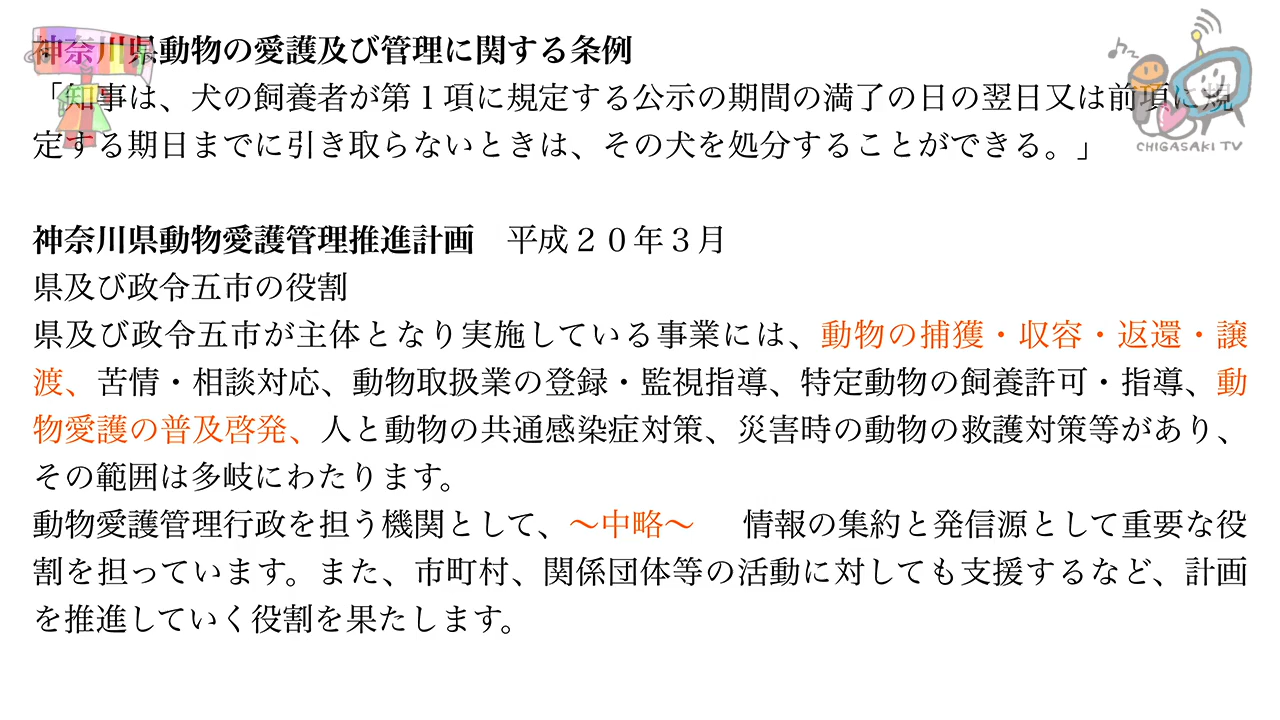 神奈川県動物の愛護及び管理に関する条例
「知事は、犬の飼養者が第１項に規定する公示の期間の満了の日の翌日又は前項に規
定する期日までに引き取らないときは、その犬を処分することができる。」
CHIGASAKI TV
神奈川県動物愛護管理推進計画　平成２０年３月
県及び政令五市の役割
県及び政令五市が主体となり実施している事業には、動物の捕獲・収容・返還・譲
渡、苦情・相談対応、動物取扱業の登録・監視指導、特定動物の飼養許可・指導、動
物愛護の普及啓発、人と動物の共通感染症対策、災害時の動物の救護対策等があり、
その範囲は多岐にわたります。
動物愛護管理行政を担う機関として、〜中略〜　情報の集約と発信源として重要な役
割を担っています。また、市町村、関係団体等の活動に対しても支援するなど、計画
を推進していく役割を果たします。